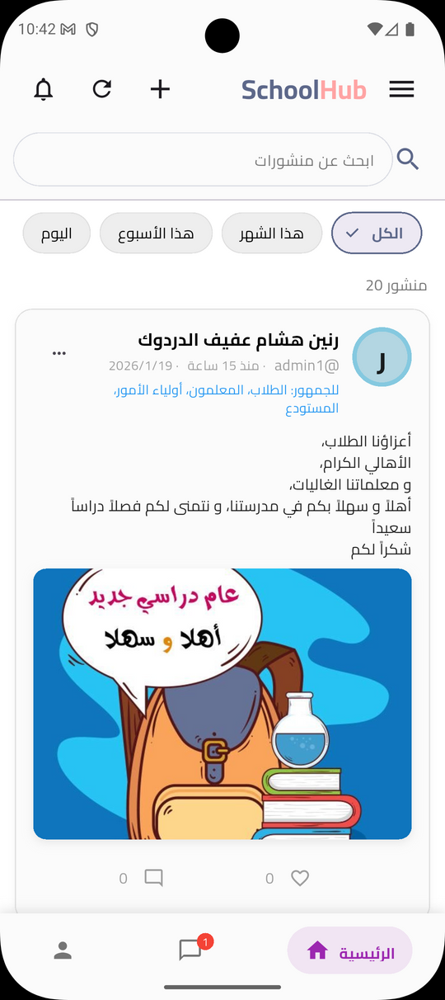 10:42
SchoolHub
ابحث عن منشورات
الكل
هذا الشهر
هذا الأسبوع
اليوم
20 منشور
رنين هشام عفيف الدردوك
@admin1 · منذ 15 ساعة · 2026/1/19
للجمهور: الطلاب، المعلمون، أولياء الأمور،
المستودع
ر
أعزاؤنا الطلاب،
الأهالي الكرام،
و معلماتنا الغاليات،
أهلاً و سهلاً بكم في مدرستنا، و نتمنى لكم فصلاً دراساً
سعيداً
شكراً لكم
عام دراسي جديد
أهلا و سهلا
0
0
الرئيسية
1